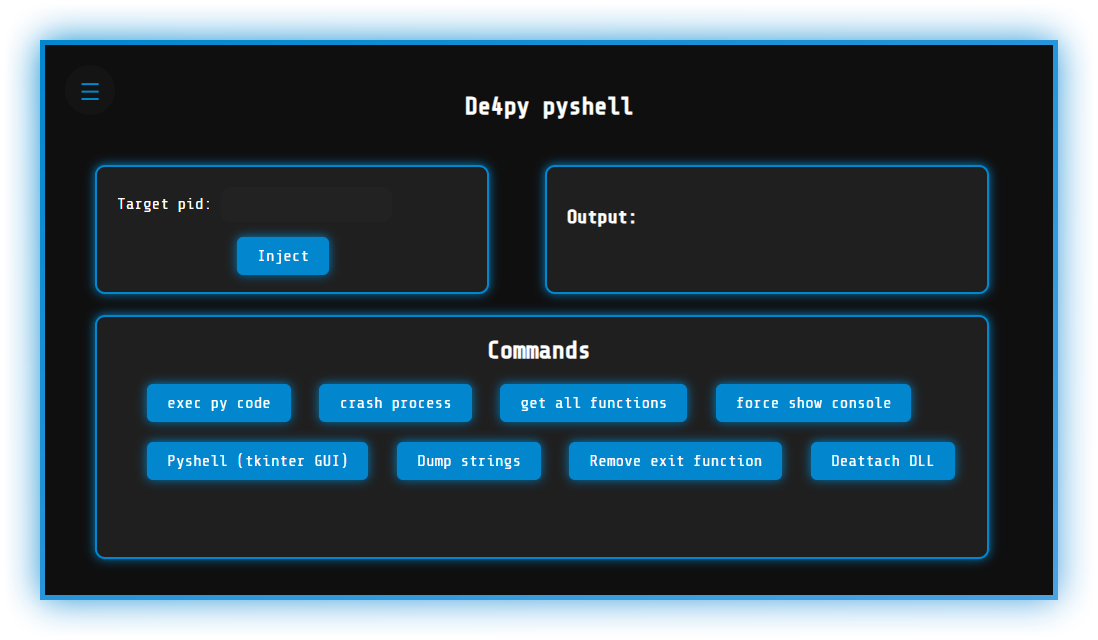 De4py pyshell
Target pid:
Inject
Output:
Commands
exec py code
crash process
get all functions
force show console
Pyshell (tkinter GUI)
Dump strings
Remove exit function
Deattach DLL